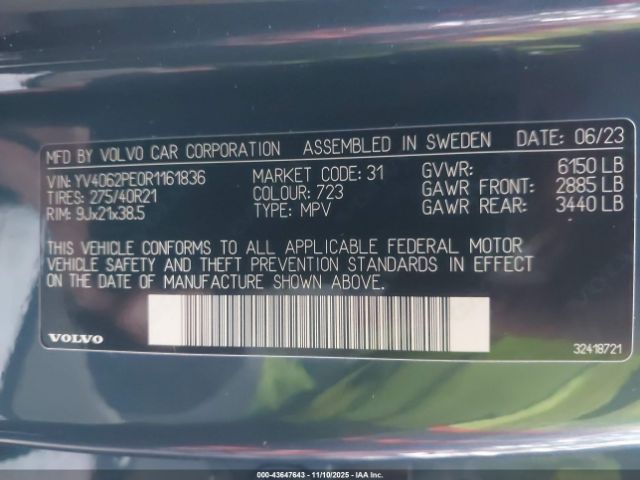 MFD BY VOLVO CAR CORPORATION ASSEMBLED IN SWEDEN DATE: 06/23
VIN: YV4062PE0R1161836 MARKET CODE: 31 GVWR: 6150 LB
TIRES: 275/40R21 COLOUR: 723 GAWR FRONT: 2885 LB
RIM: 9Jx21x38.5 TYPE: MPV GAWR REAR: 3440 LB
THIS VEHICLE CONFORMS TO ALL APPLICABLE FEDERAL MOTOR
VEHICLE SAFETY AND THEFT PREVENTION STANDARDS IN EFFECT
ON THE DATE OF MANUFACTURE SHOWN ABOVE.
VOLVO 32418721
000-43647643 - 11/10/2025 - IAA Inc.